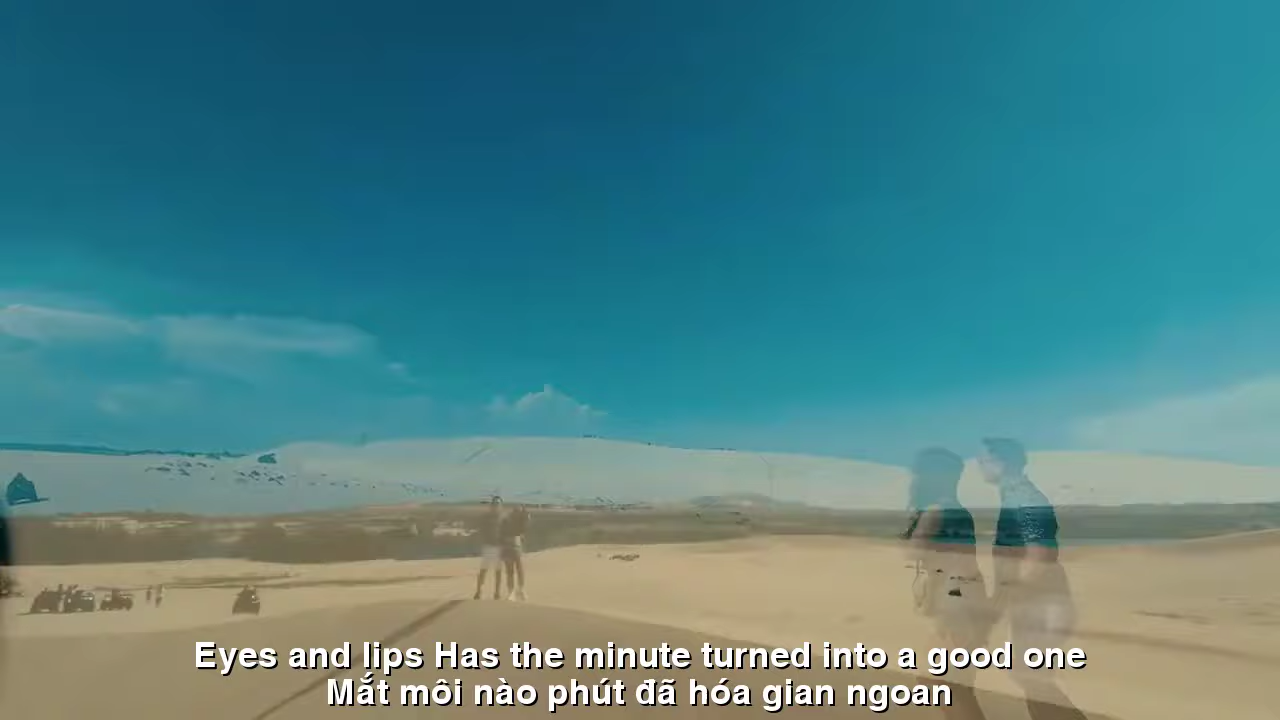 Eyes and lips Has the minute turned into a good one
Mắt môi nào phút đã hóa gian ngoan